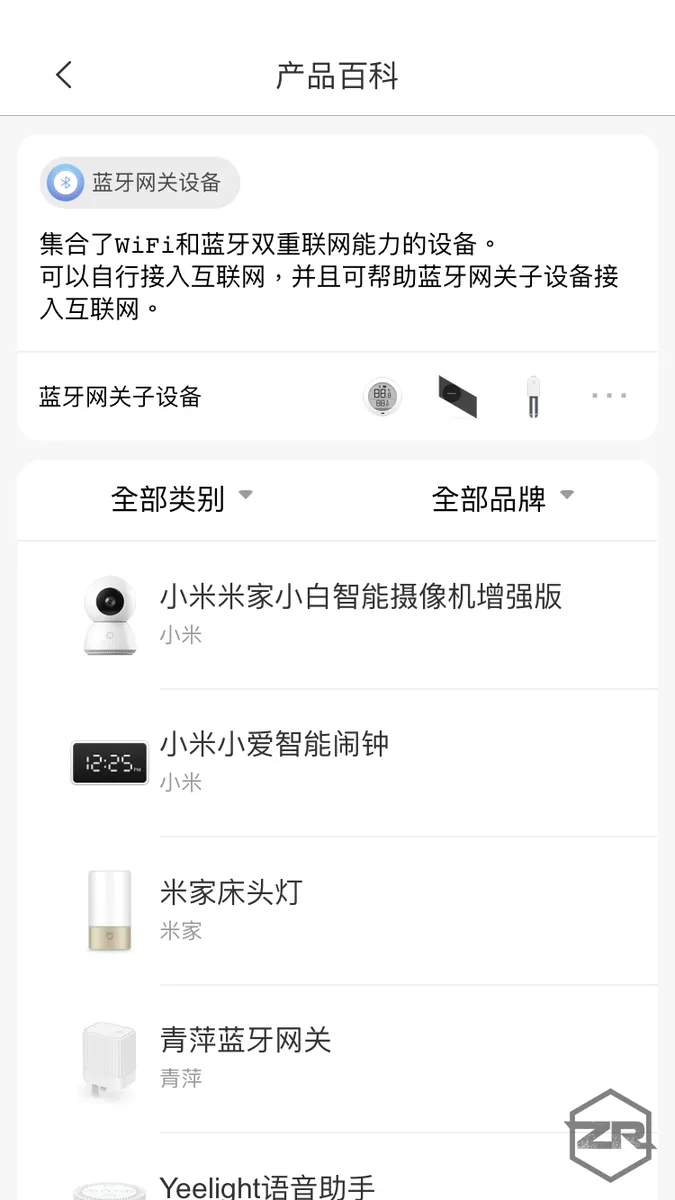 产品百科
蓝牙网关设备
集合了WiFi和蓝牙双重联网能力的设备。
可以自行接入互联网，并且可帮助蓝牙网关子设备接
入互联网。
蓝牙网关子设备
全部类别 全部品牌
小米米家小白智能摄像机增强版
小米
12:25
小米小爱智能闹钟
小米
米家床头灯
米家
青萍蓝牙网关
青萍
ZR
Yeelight语音助手